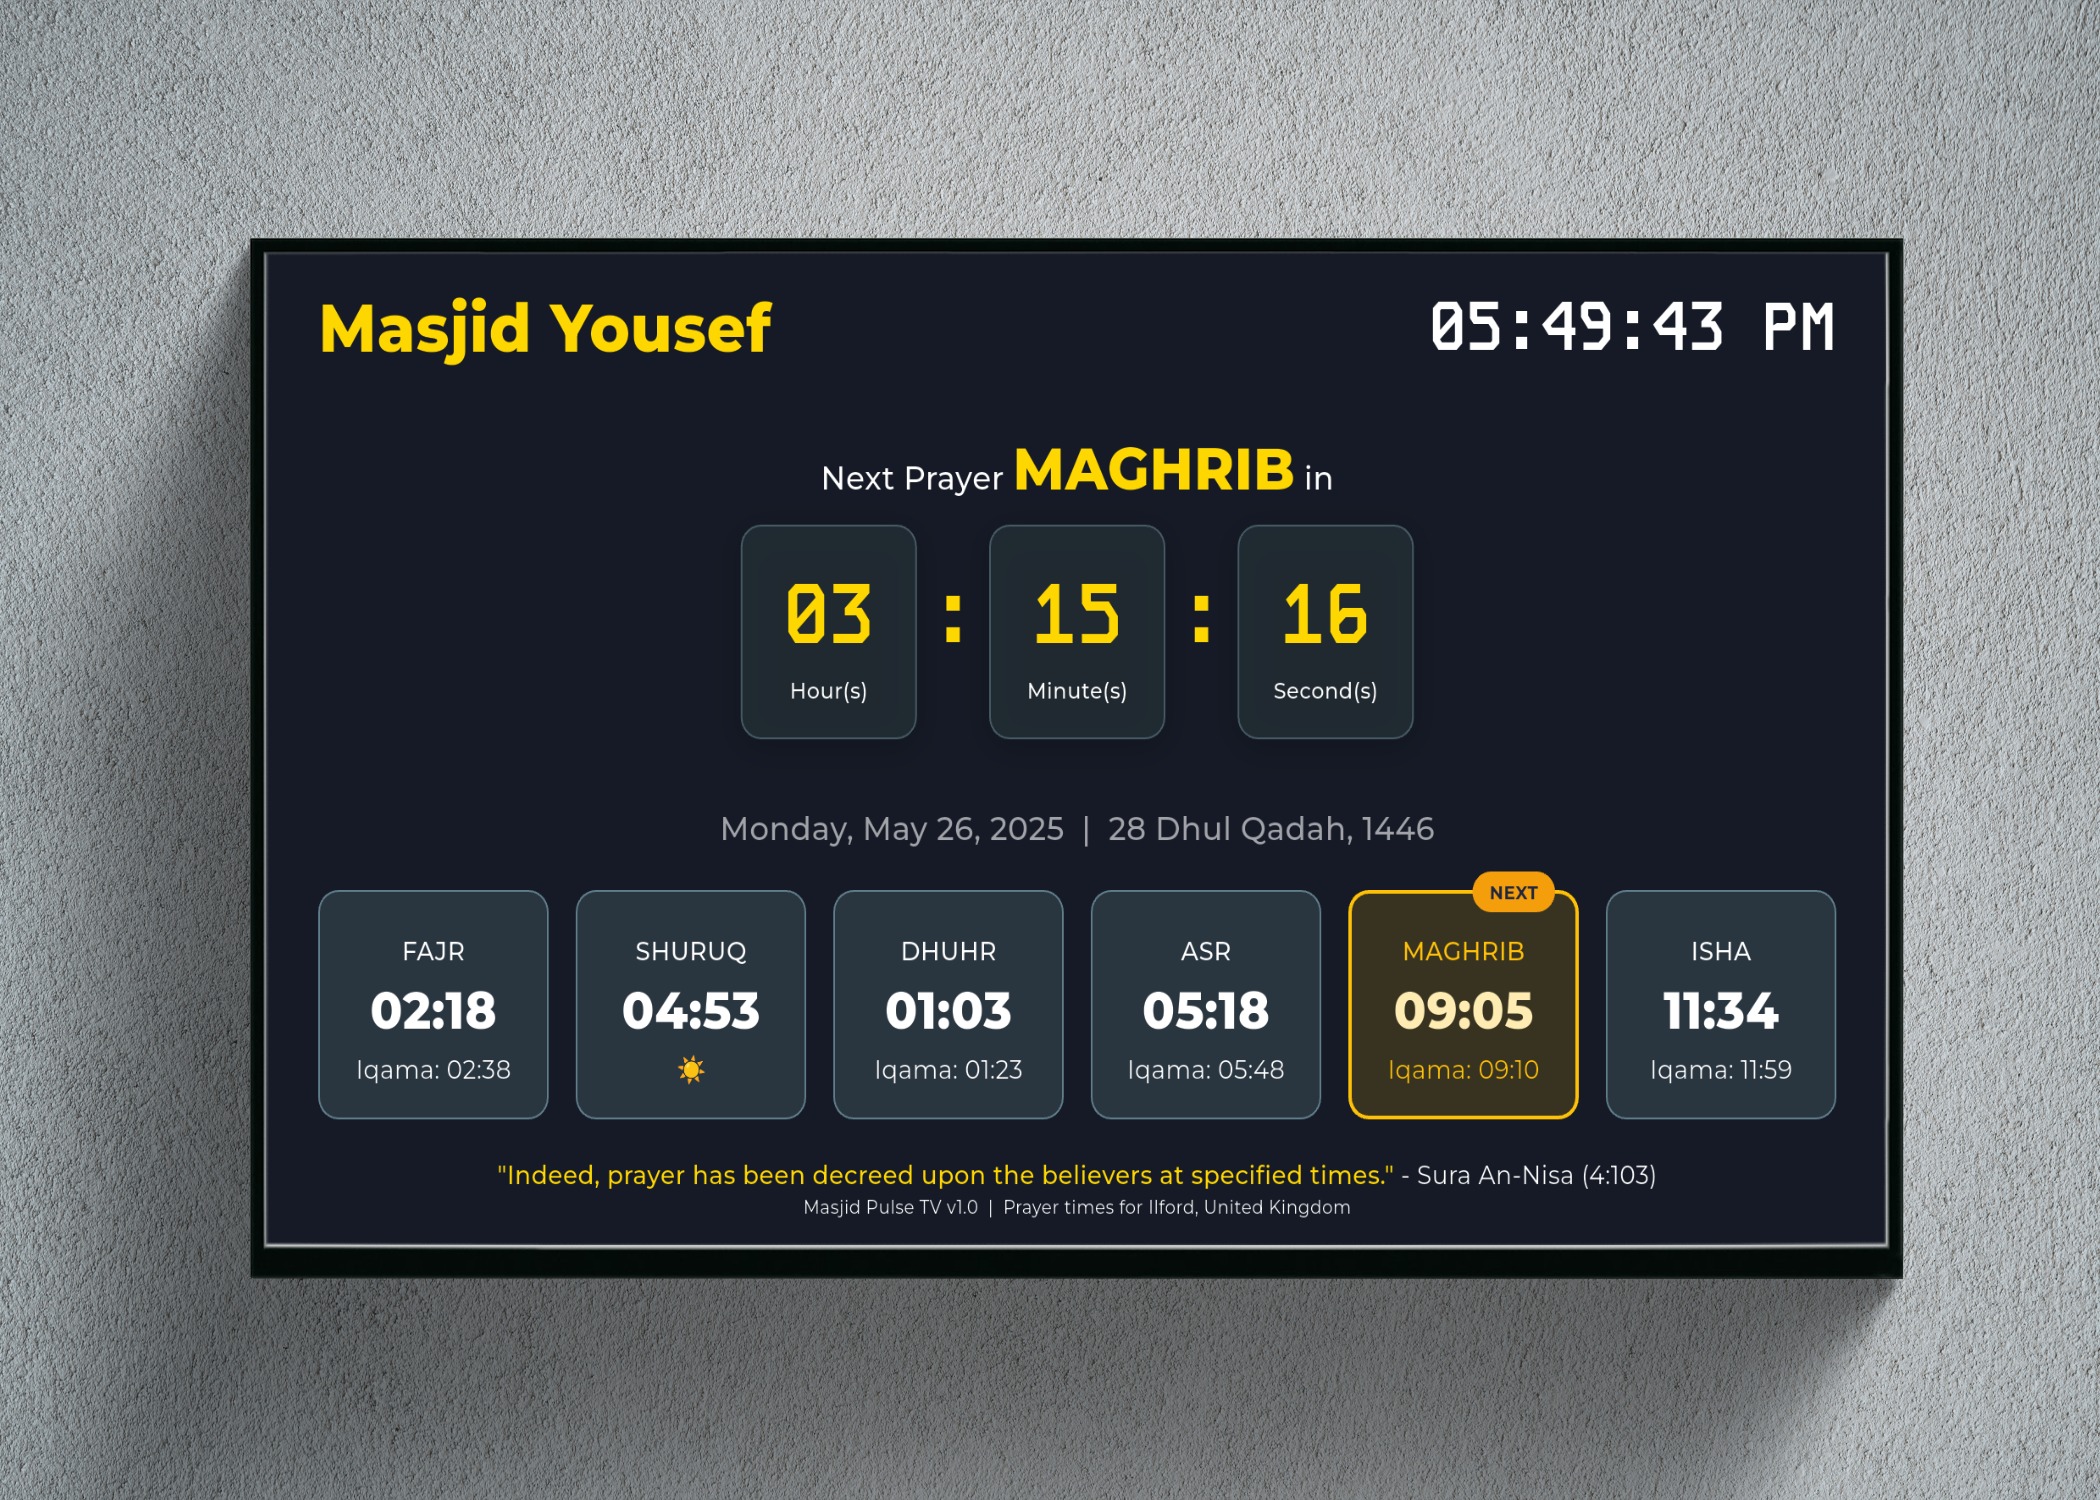 Masjid Yousef
05:49:43 PM
Next Prayer MAGHRIB in
03 : 15 : 16
Hour(s) Minute(s) Second(s)
Monday, May 26, 2025 | 28 Dhul Qadah, 1446
NEXT
FAJR SHURUQ DHUHR ASR MAGHRIB ISHA
02:18 04:53 01:03 05:18 09:05 11:34
Iqama: 02:38 Iqama: 01:23 Iqama: 05:48 Iqama: 09:10 Iqama: 11:59
"Indeed, prayer has been decreed upon the believers at specified times." - Sura An-Nisa (4:103)
Masjid Pulse TV v1.0 | Prayer times for Ilford, United Kingdom